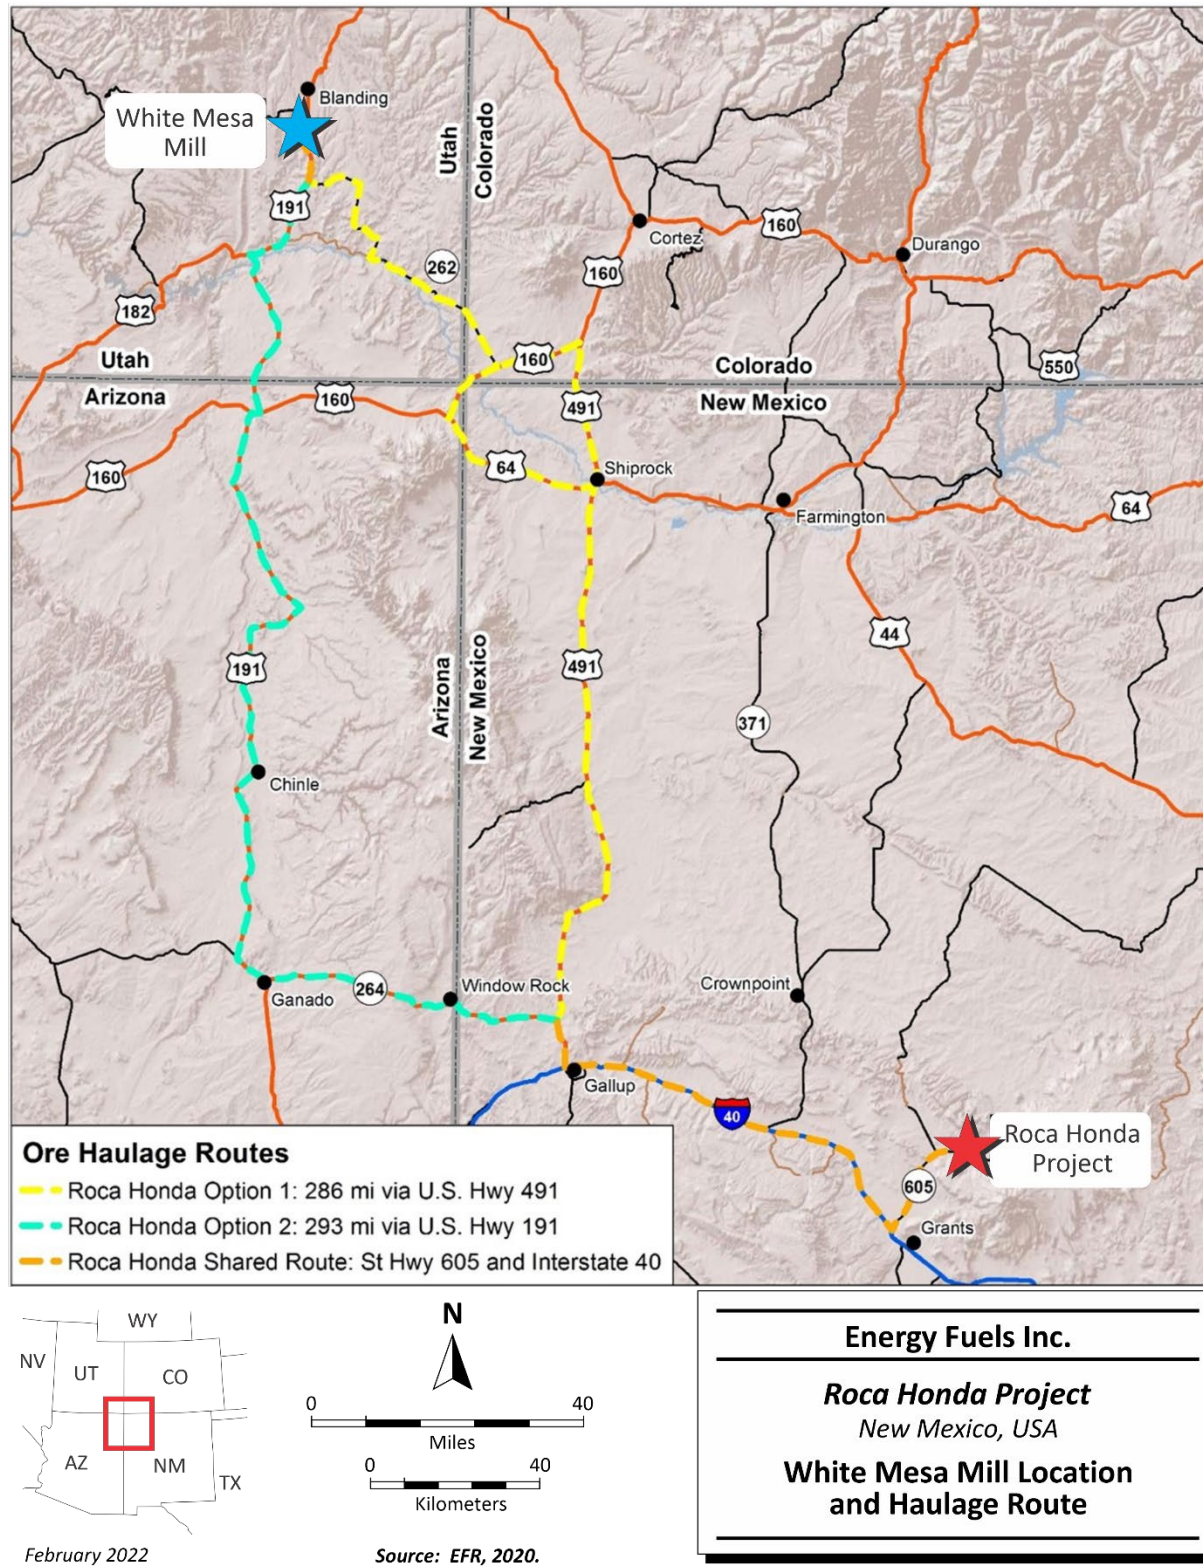 Blanding
White Mesa
Mill
Utah
Colorado
191
Cortez
160
Durango
262
160
182
Utah
Arizona
160
160
Colorado
New Mexico
550
491
160
64
Shiprock
Farmington
64
44
Arizona
New Mexico
491
191
371
Chinle
Ganado
264
Window Rock
Crownpoint
Gallup
40
Roca Honda
Project
605
Grants
Ore Haulage Routes
Roca Honda Option 1: 286 mi via U.S. Hwy 491
Roca Honda Option 2: 293 mi via U.S. Hwy 191
Roca Honda Shared Route: St Hwy 605 and Interstate 40
WY
NV
UT
CO
AZ
NM
TX
February 2022
N
0 40
Miles
0 40
Kilometers
Source: EFR, 2020.
Energy Fuels Inc.
Roca Honda Project
New Mexico, USA
White Mesa Mill Location
and Haulage Route